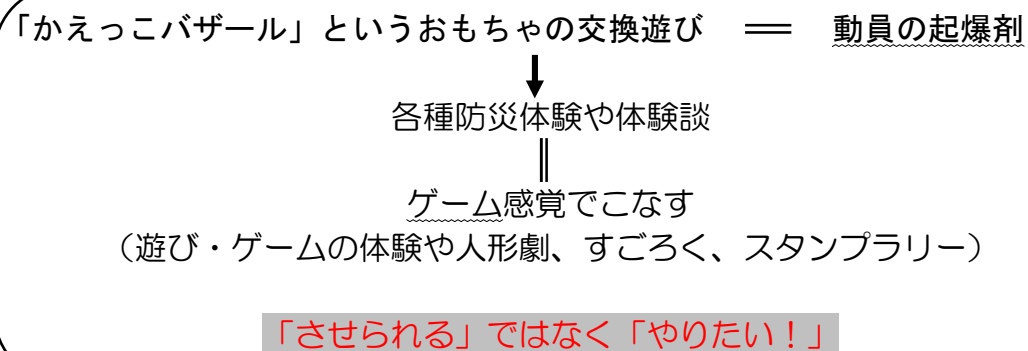 「かえっこバザール」というおもちゃの交換遊び ＝ 動員の起爆剤
各種防災体験や体験談
ゲーム感覚でこなす
（遊び・ゲームの体験や人形劇、すごろく、スタンプラリー）
「させられる」ではなく「やりたい！」